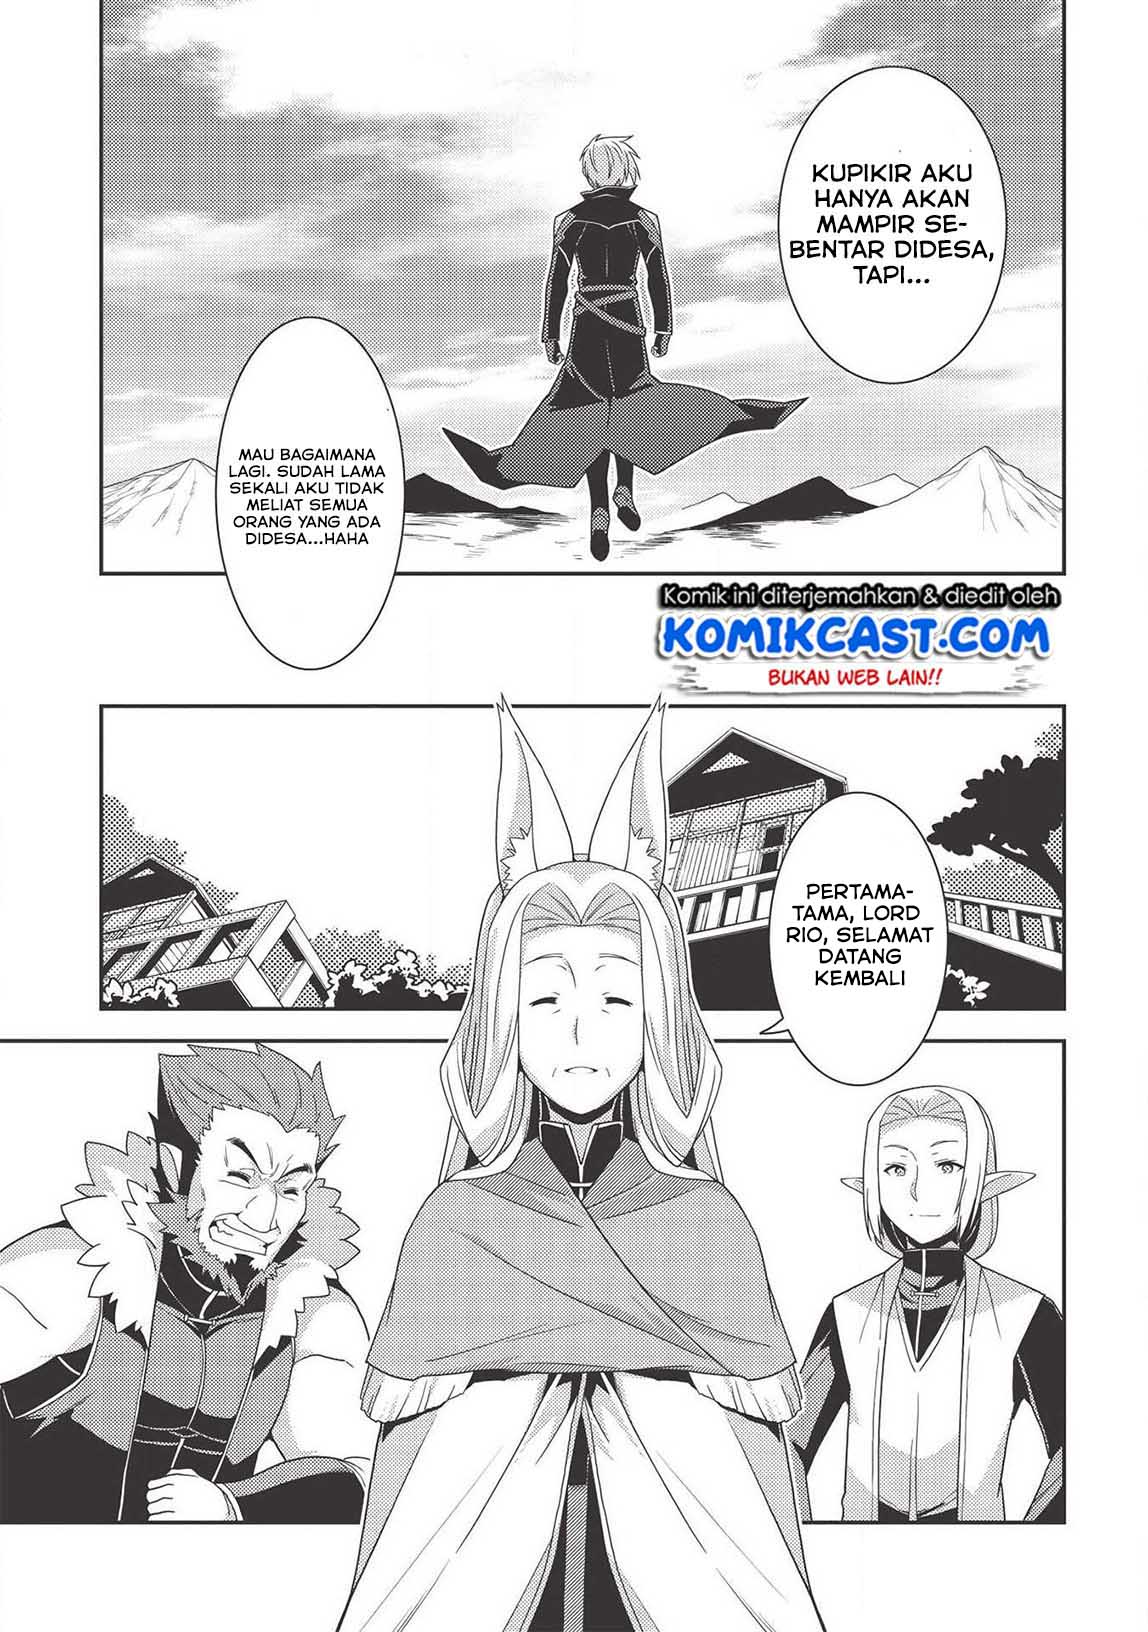 KUPIKIR AKU
HANYA AKAN
MAMPIR SE-
BENTAR DIDESA,
TAPI...
MAU BAGAIMANA
LAGI. SUDAH LAMA
SEKALI AKU TIDAK
MELIAT SEMUA
ORANG YANG ADA
DIDESA...HAHA
Komik ini diterjemahkan & diedit oleh
KOMIKCAST.COM
BUKAN WEB LAIN!!
PERTAMA-
TAMA, LORD
RIO, SELAMAT
DATANG
KEMBALI